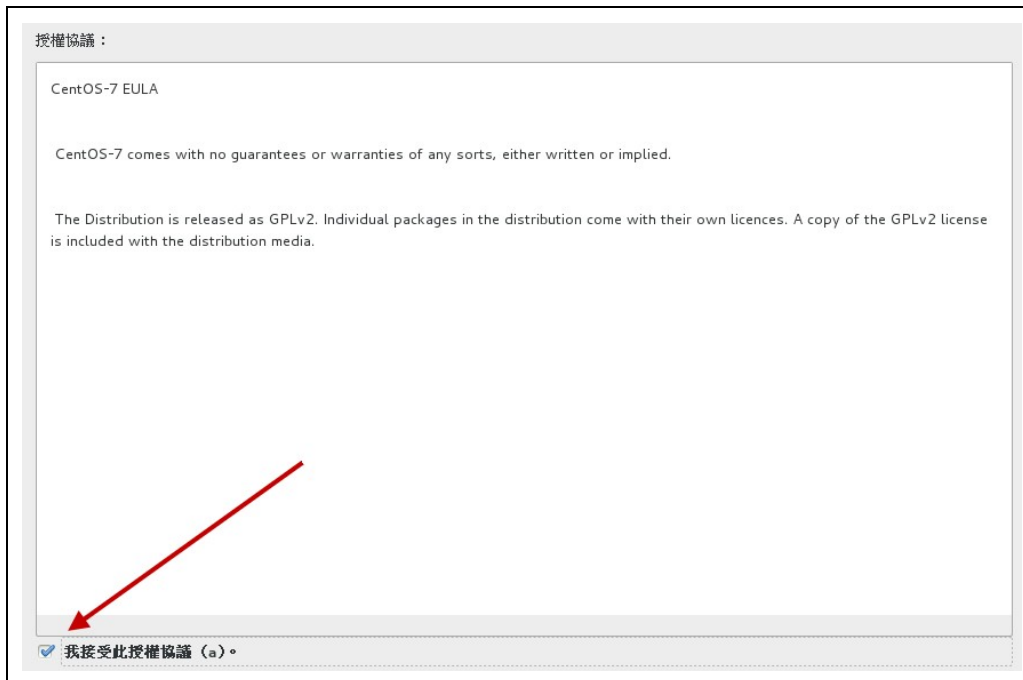 授權協議：
CentOS-7 EULA
CentOS-7 comes with no guarantees or warranties of any sorts, either written or implied.
The Distribution is released as GPLv2. Individual packages in the distribution come with their own licences. A copy of the GPLv2 license
is included with the distribution media.
我接受此授權協議（a）。